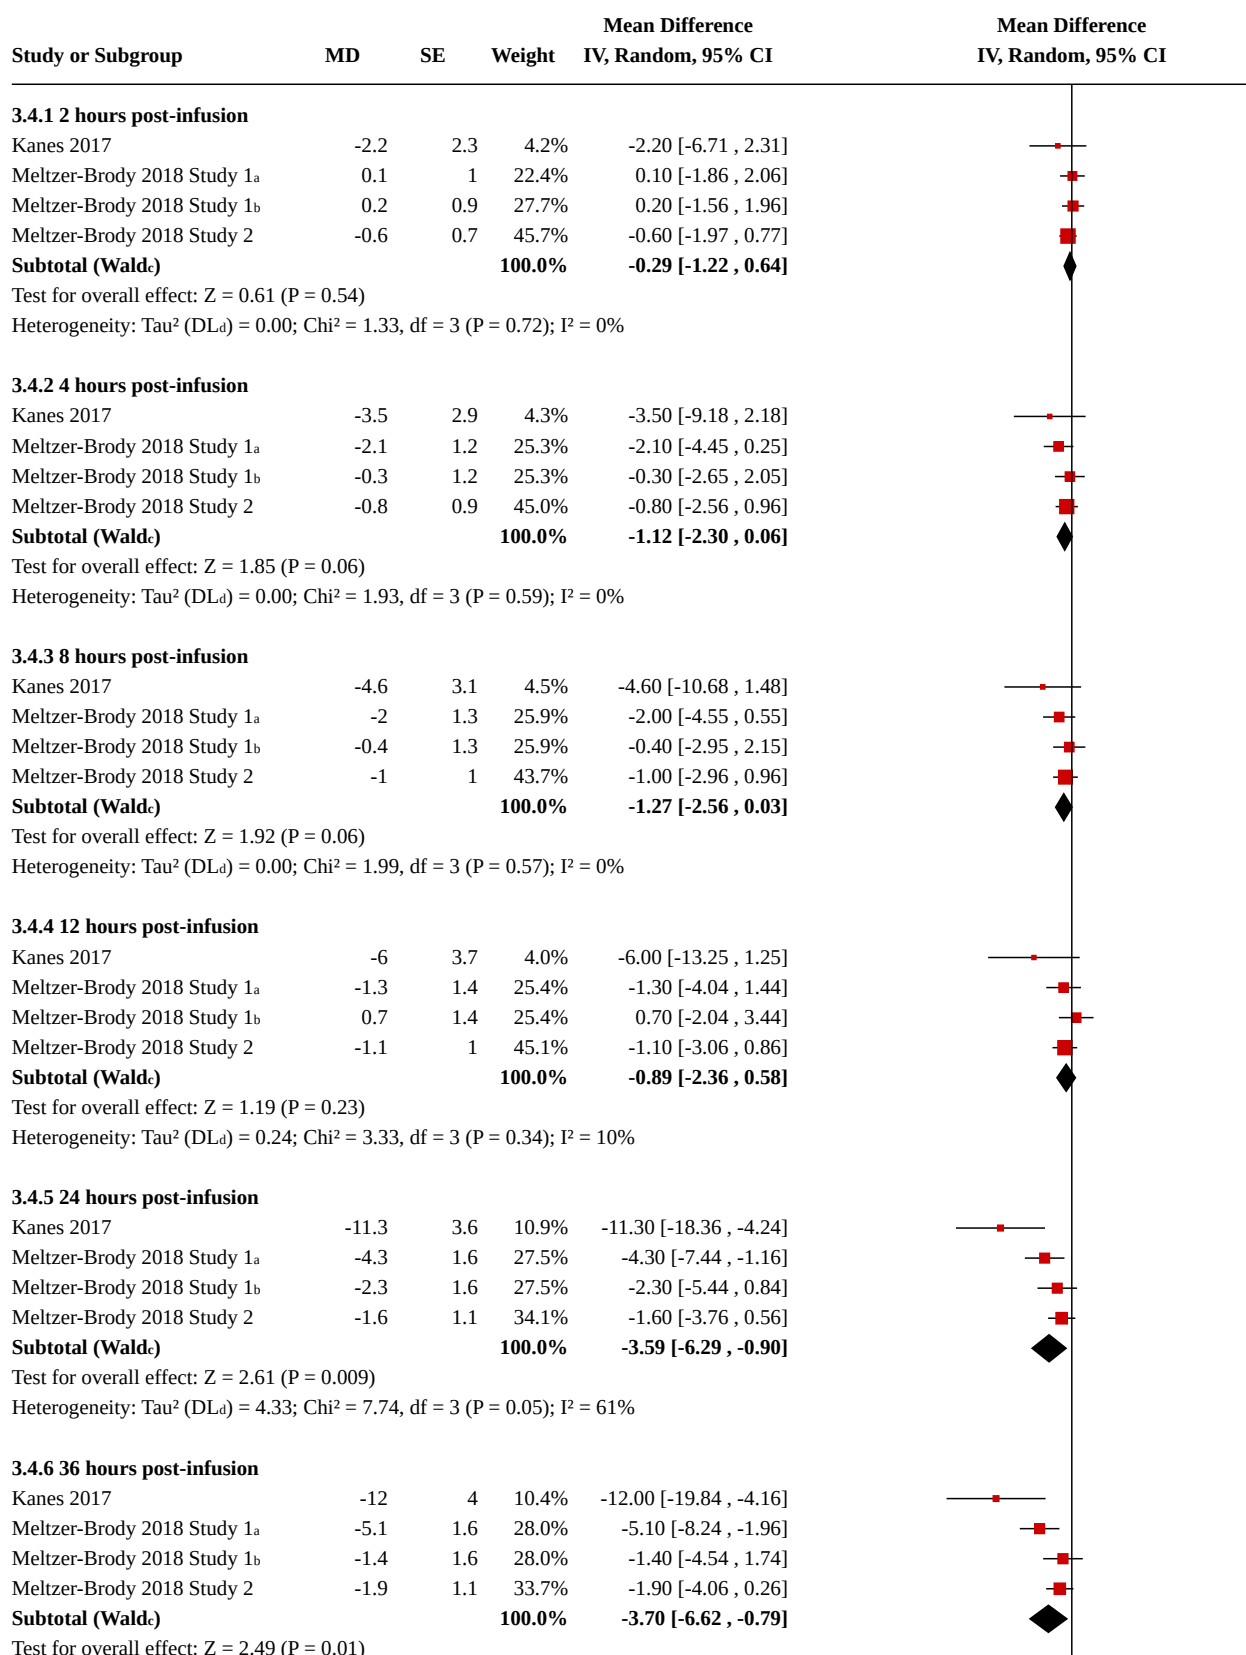 Mean Difference Mean Difference
Study or Subgroup MD SE Weight IV, Random, 95% CI IV, Random, 95% CI
3.4.1 2 hours post-infusion
Kanes 2017 -2.2 2.3 4.2% -2.20 [-6.71 , 2.31]
Meltzer-Brody 2018 Study 1a 0.1 1 22.4% 0.10 [-1.86 , 2.06]
Meltzer-Brody 2018 Study 1b 0.2 0.9 27.7% 0.20 [-1.56 , 1.96]
Meltzer-Brody 2018 Study 2 -0.6 0.7 45.7% -0.60 [-1.97 , 0.77]
Subtotal (Waldc) 100.0% -0.29 [-1.22 , 0.64]
Test for overall effect: Z = 0.61 (P = 0.54)
Heterogeneity: Tau² (DLd) = 0.00; Chi² = 1.33, df = 3 (P = 0.72); I² = 0%
3.4.2 4 hours post-infusion
Kanes 2017 -3.5 2.9 4.3% -3.50 [-9.18 , 2.18]
Meltzer-Brody 2018 Study 1a -2.1 1.2 25.3% -2.10 [-4.45 , 0.25]
Meltzer-Brody 2018 Study 1b -0.3 1.2 25.3% -0.30 [-2.65 , 2.05]
Meltzer-Brody 2018 Study 2 -0.8 0.9 45.0% -0.80 [-2.56 , 0.96]
Subtotal (Waldc) 100.0% -1.12 [-2.30 , 0.06]
Test for overall effect: Z = 1.85 (P = 0.06)
Heterogeneity: Tau² (DLd) = 0.00; Chi² = 1.93, df = 3 (P = 0.59); I² = 0%
3.4.3 8 hours post-infusion
Kanes 2017 -4.6 3.1 4.5% -4.60 [-10.68 , 1.48]
Meltzer-Brody 2018 Study 1a -2 1.3 25.9% -2.00 [-4.55 , 0.55]
Meltzer-Brody 2018 Study 1b -0.4 1.3 25.9% -0.40 [-2.95 , 2.15]
Meltzer-Brody 2018 Study 2 -1 1 43.7% -1.00 [-2.96 , 0.96]
Subtotal (Waldc) 100.0% -1.27 [-2.56 , 0.03]
Test for overall effect: Z = 1.92 (P = 0.06)
Heterogeneity: Tau² (DLd) = 0.00; Chi² = 1.99, df = 3 (P = 0.57); I² = 0%
3.4.4 12 hours post-infusion
Kanes 2017 -6 3.7 4.0% -6.00 [-13.25 , 1.25]
Meltzer-Brody 2018 Study 1a -1.3 1.4 25.4% -1.30 [-4.04 , 1.44]
Meltzer-Brody 2018 Study 1b 0.7 1.4 25.4% 0.70 [-2.04 , 3.44]
Meltzer-Brody 2018 Study 2 -1.1 1 45.1% -1.10 [-3.06 , 0.86]
Subtotal (Waldc) 100.0% -0.89 [-2.36 , 0.58]
Test for overall effect: Z = 1.19 (P = 0.23)
Heterogeneity: Tau² (DLd) = 0.24; Chi² = 3.33, df = 3 (P = 0.34); I² = 10%
3.4.5 24 hours post-infusion
Kanes 2017 -11.3 3.6 10.9% -11.30 [-18.36 , -4.24]
Meltzer-Brody 2018 Study 1a -4.3 1.6 27.5% -4.30 [-7.44 , -1.16]
Meltzer-Brody 2018 Study 1b -2.3 1.6 27.5% -2.30 [-5.44 , 0.84]
Meltzer-Brody 2018 Study 2 -1.6 1.1 34.1% -1.60 [-3.76 , 0.56]
Subtotal (Waldc) 100.0% -3.59 [-6.29 , -0.90]
Test for overall effect: Z = 2.61 (P = 0.009)
Heterogeneity: Tau² (DLd) = 4.33; Chi² = 7.74, df = 3 (P = 0.05); I² = 61%
3.4.6 36 hours post-infusion
Kanes 2017 -12 4 10.4% -12.00 [-19.84 , -4.16]
Meltzer-Brody 2018 Study 1a -5.1 1.6 28.0% -5.10 [-8.24 , -1.96]
Meltzer-Brody 2018 Study 1b -1.4 1.6 28.0% -1.40 [-4.54 , 1.74]
Meltzer-Brody 2018 Study 2 -1.9 1.1 33.7% -1.90 [-4.06 , 0.26]
Subtotal (Waldc) 100.0% -3.70 [-6.62 , -0.79]
Test for overall effect: Z = 2.49 (P = 0.01)